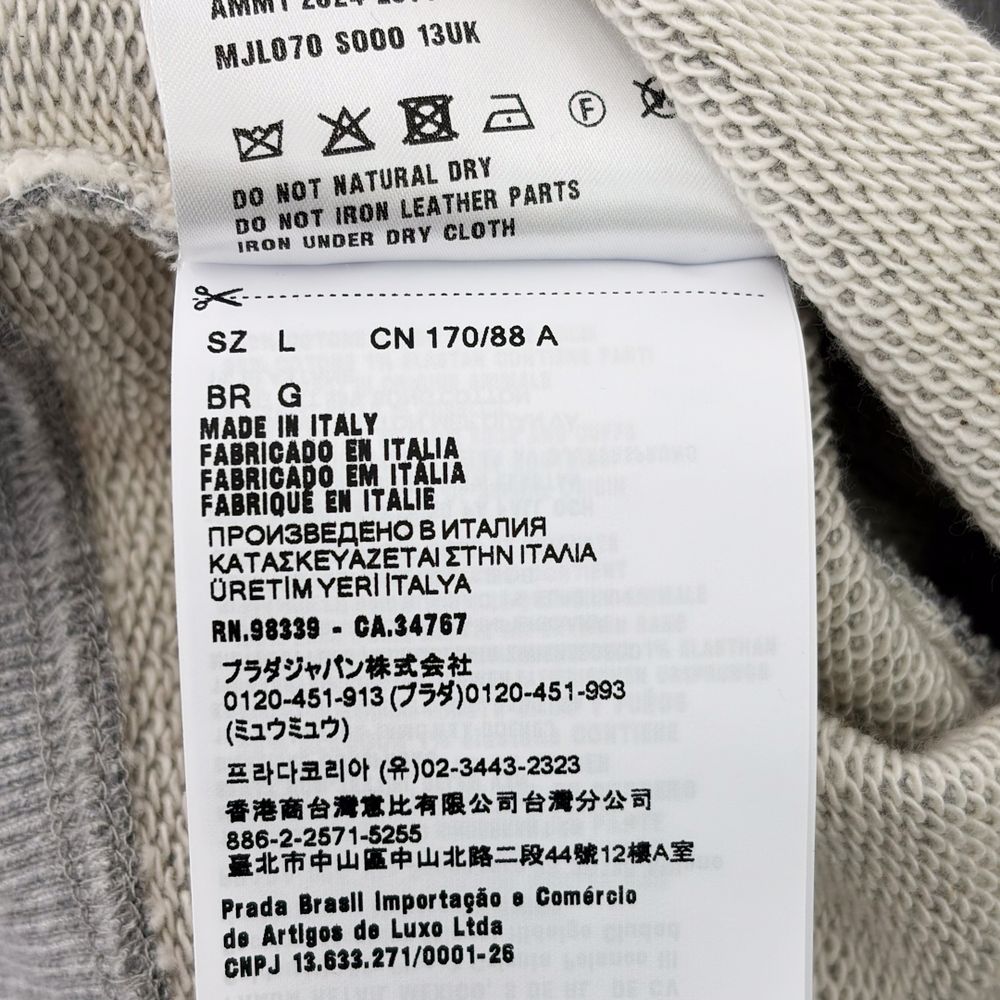 AMMY 2024
MJL070 S000 13UK
F
DO NOT NATURAL DRY
DO NOT IRON LEATHER PARTS
IRON UNDER DRY CLOTH
SZ L CN 170/88 A
BR G
MADE IN ITALY
FABRICADO EN ITALIA
FABRICADO EM ITÁLIA
FABRIQUÉ EN ITALIE
ПРОИЗВЕДЕНО В ИТАЛИЯ
ΚΑΤΑΣΚΕΥΑΖΕΤΑΙ ΣΤΗΝ ΙΤΑΛΙΑ
ÜRETİM YERİ İTALYA
RN.98339 - CA.34767
プラダジャパン株式会社
0120-451-913 (プラダ)0120-451-993
(ミュウミュウ)
프라다코리아 (유)02-3443-2323
香港商台灣意比有限公司台灣分公司
886-2-2571-5255
臺北市中山區中山北路二段44號12樓A室
Prada Brasil Importação e Comércio
de Artigos de Luxo Ltda
CNPJ 13.633.271/0001-26